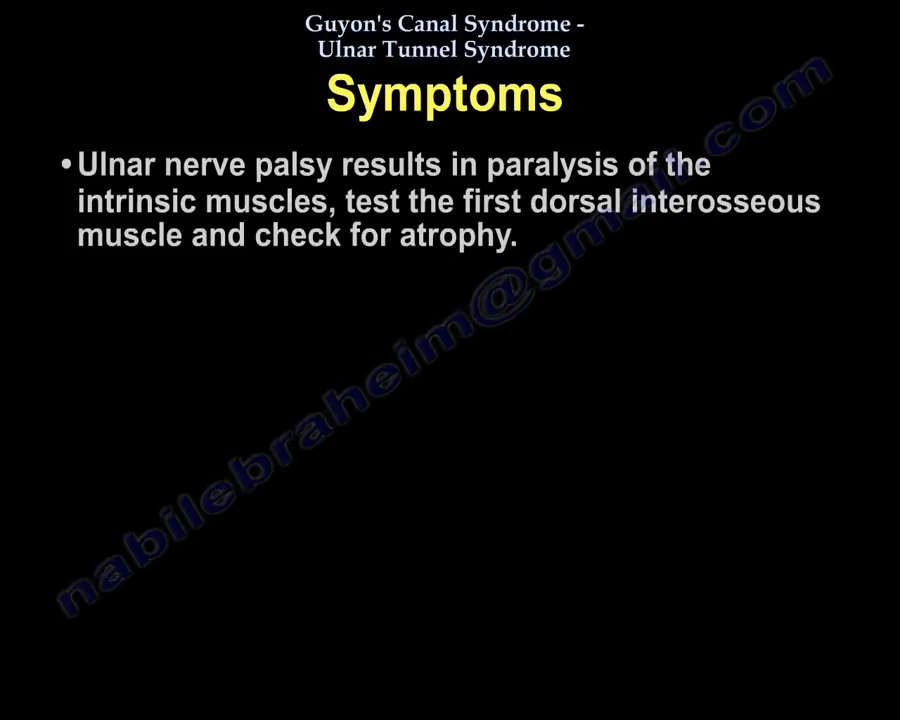 Guyon's Canal Syndrome -
Ulnar Tunnel Syndrome
Symptoms
•Ulnar nerve palsy results in paralysis of the
intrinsic muscles, test the first dorsal interosseous
muscle and check for atrophy.
nabilebraheim@gmail.com